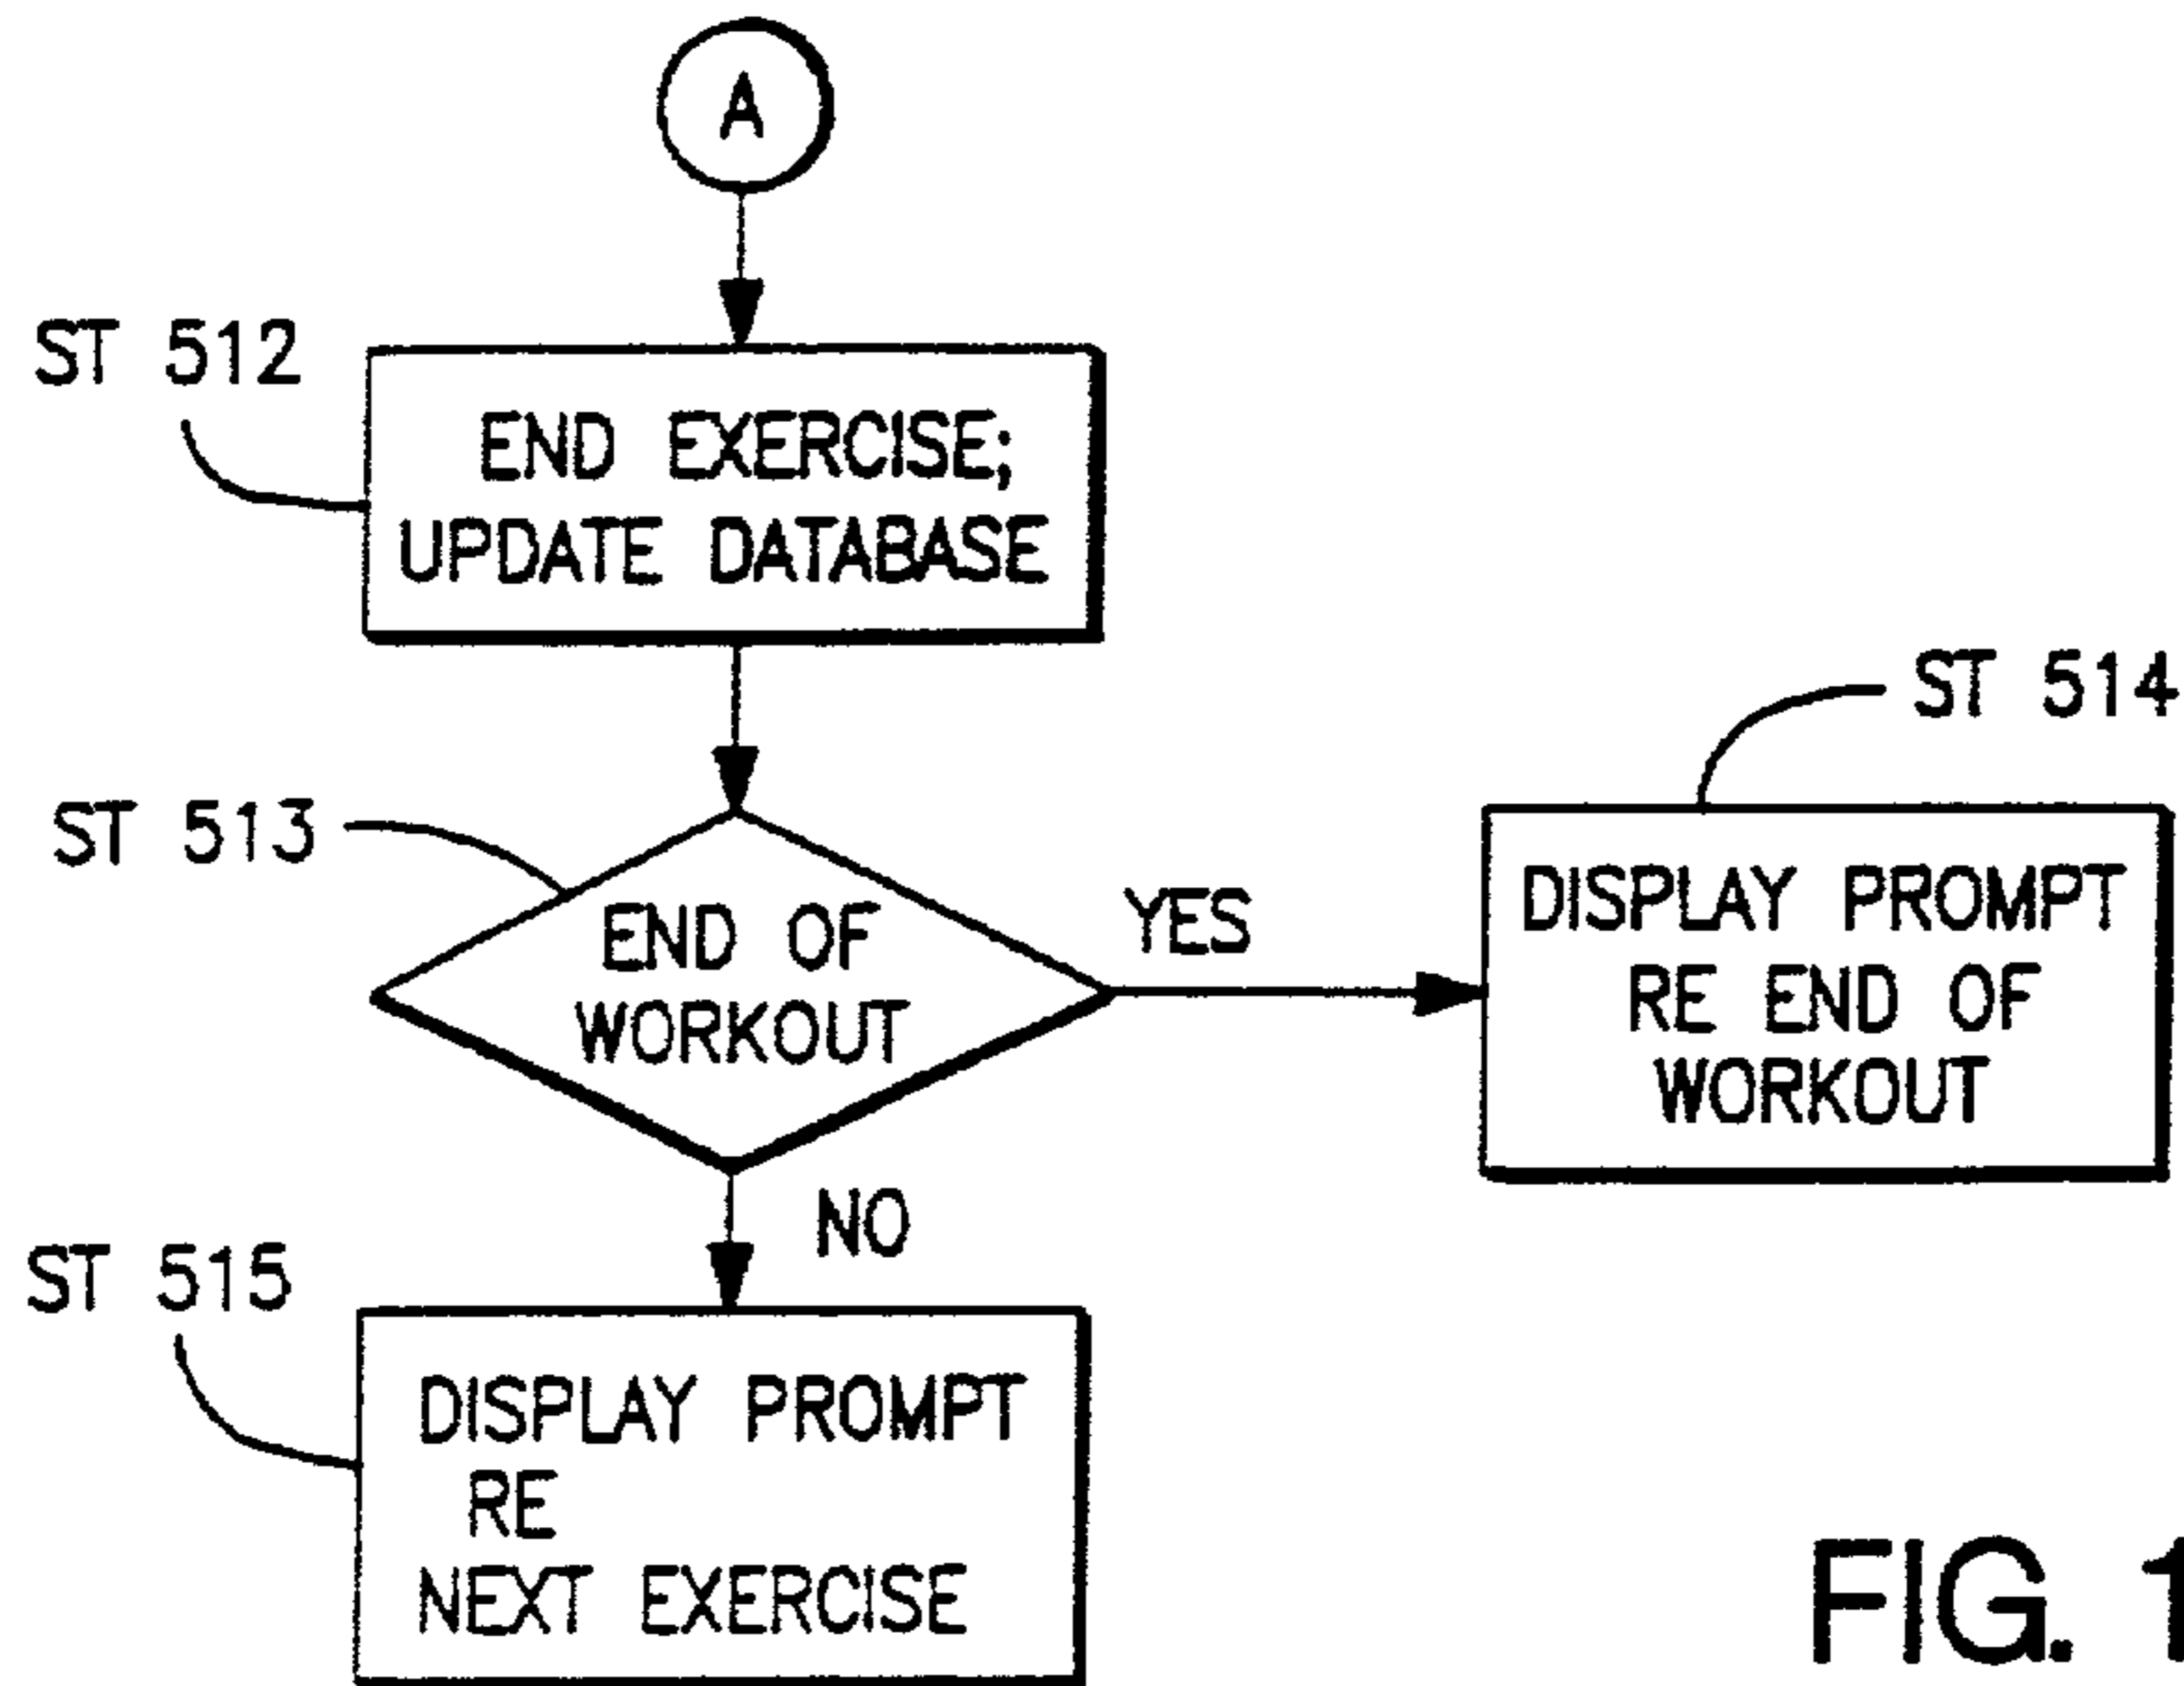 A
ST 512
END EXERCISE;
UPDATE DATABASE
ST 513
END OF
WORKOUT
YES
ST 514
DISPLAY PROMPT
RE END OF
WORKOUT
NO
ST 515
DISPLAY PROMPT
RE
NEXT EXERCISE
FIG.